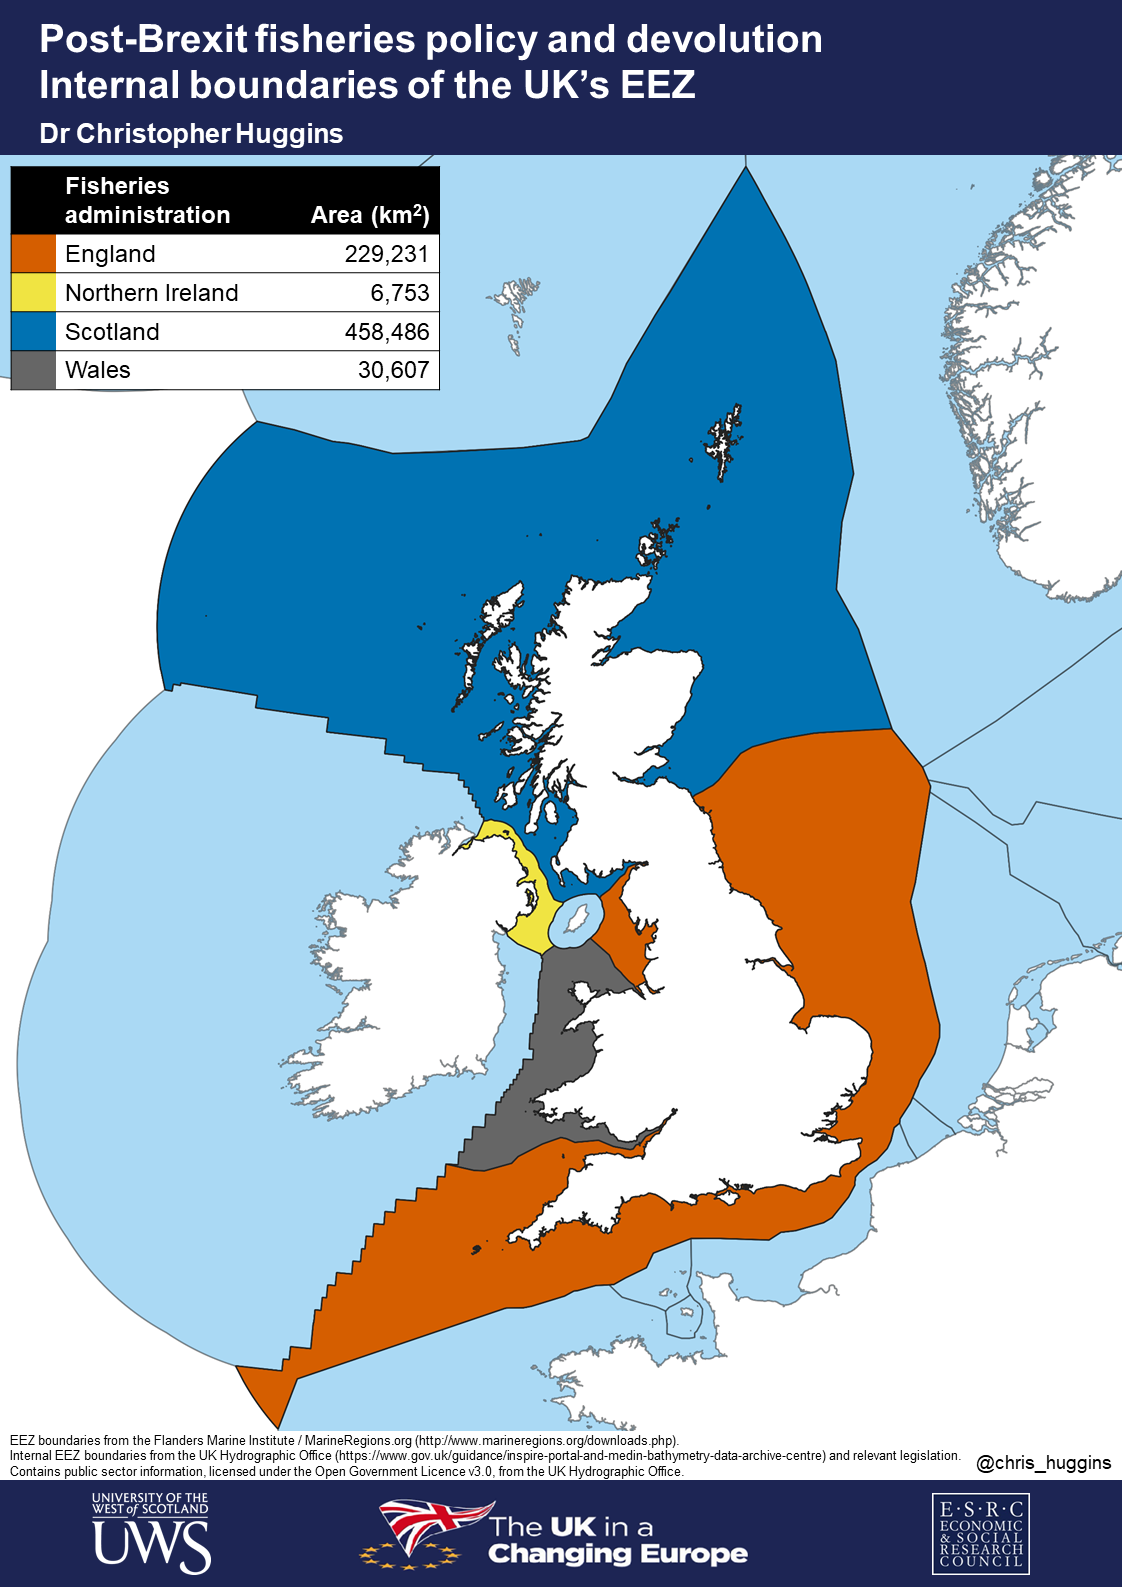 Post-Brexit fisheries policy and devolution
Internal boundaries of the UK's EEZ
Dr Christopher Huggins
Fisheries
administration Area (km²)
England 229,231
Northern Ireland 6,753
Scotland 458,486
Wales 30,607
EEZ boundaries from the Flanders Marine Institute / MarineRegions.org (http://www.marineregions.org/downloads.php).
Internal EEZ boundaries from the UK Hydrographic Office (https://www.gov.uk/guidance/inspire-portal-and-medin-bathymetry-data-archive-centre) and relevant legislation.
Contains public sector information, licensed under the Open Government Licence v3.0, from the UK Hydrographic Office.
@chris_huggins
UNIVERSITY OF THE
WEST of SCOTLAND
UWS
The UK in a
Changing Europe
E·S·R·C
ECONOMIC
& SOCIAL
RESEARCH
COUNCIL